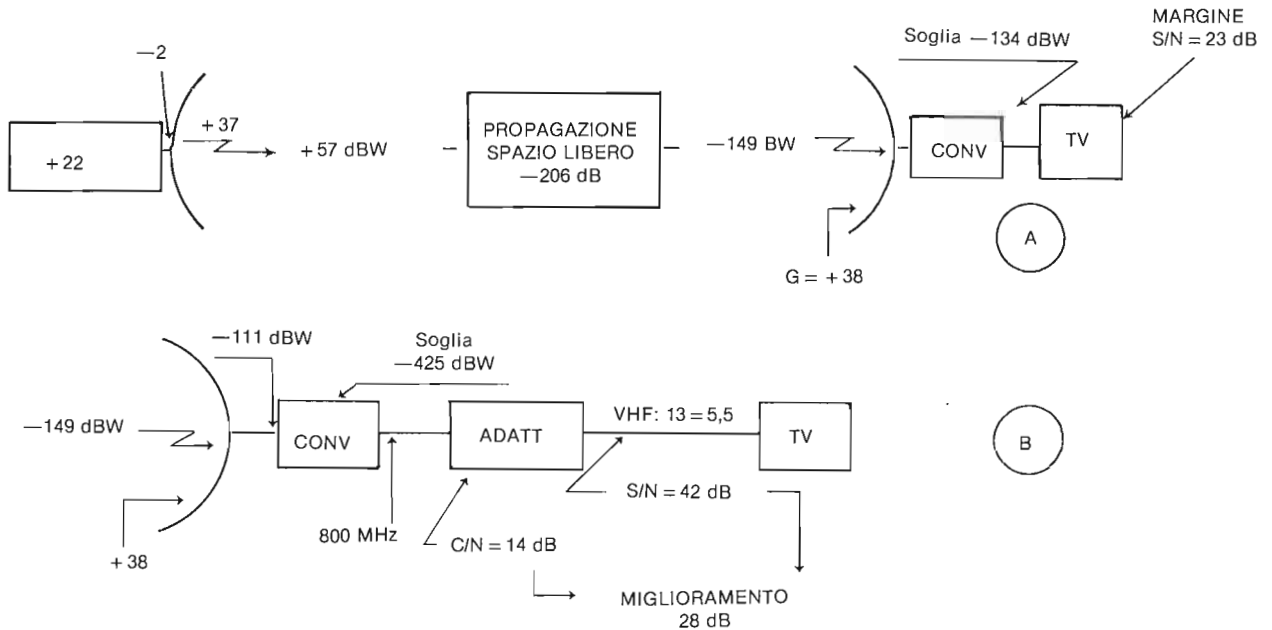 —2
+22
+37
+57 dBW
PROPAGAZIONE
SPAZIO LIBERO
—206 dB
—149 BW
Soglia —134 dBW
MARGINE
S/N = 23 dB
CONV
TV
G = +38
A
—149 dBW
+38
—111 dBW
Soglia
—425 dBW
CONV
800 MHz
ADATT
C/N = 14 dB
VHF: 13 = 5,5
S/N = 42 dB
TV
MIGLIORAMENTO
28 dB
B